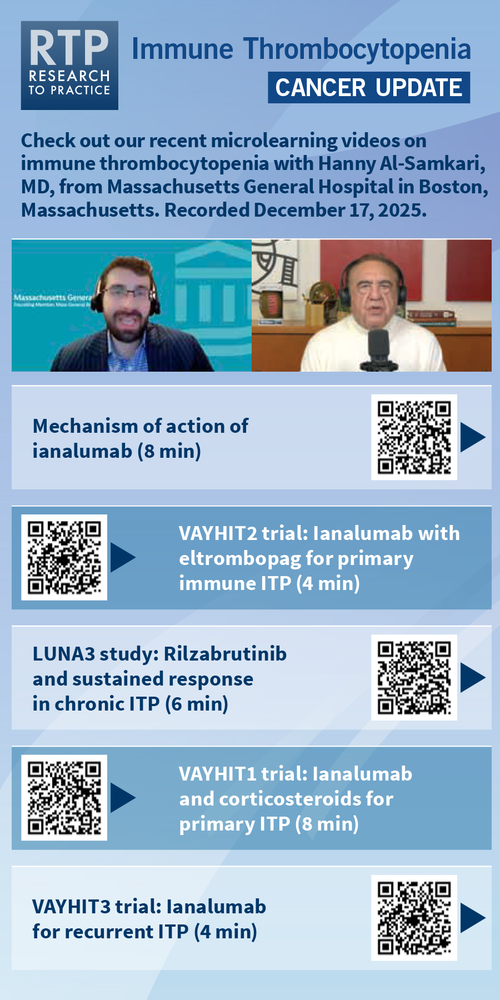 RTP
RESEARCH
TO PRACTICE
Immune Thrombocytopenia
CANCER UPDATE
Check out our recent microlearning videos on
immune thrombocytopenia with Hanny Al-Samkari,
MD, from Massachusetts General Hospital in Boston,
Massachusetts. Recorded December 17, 2025.
Massachusetts Genera
Founding Member, Mass General
Mechanism of action of
ianalumab (8 min)
VAYHIT2 trial: Ianalumab with
eltrombopag for primary
immune ITP (4 min)
LUNA3 study: Rilzabrutinib
and sustained response
in chronic ITP (6 min)
VAYHIT1 trial: Ianalumab
and corticosteroids for
primary ITP (8 min)
VAYHIT3 trial: Ianalumab
for recurrent ITP (4 min)